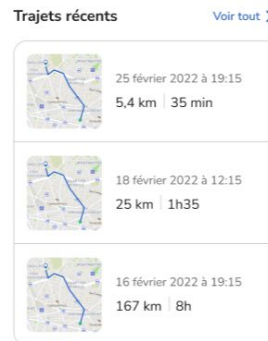 Trajets récents
Voir tout
25 février 2022 à 19:15
5,4 km 35 min
18 février 2022 à 12:15
25 km 1h35
16 février 2022 à 19:15
167 km 8h